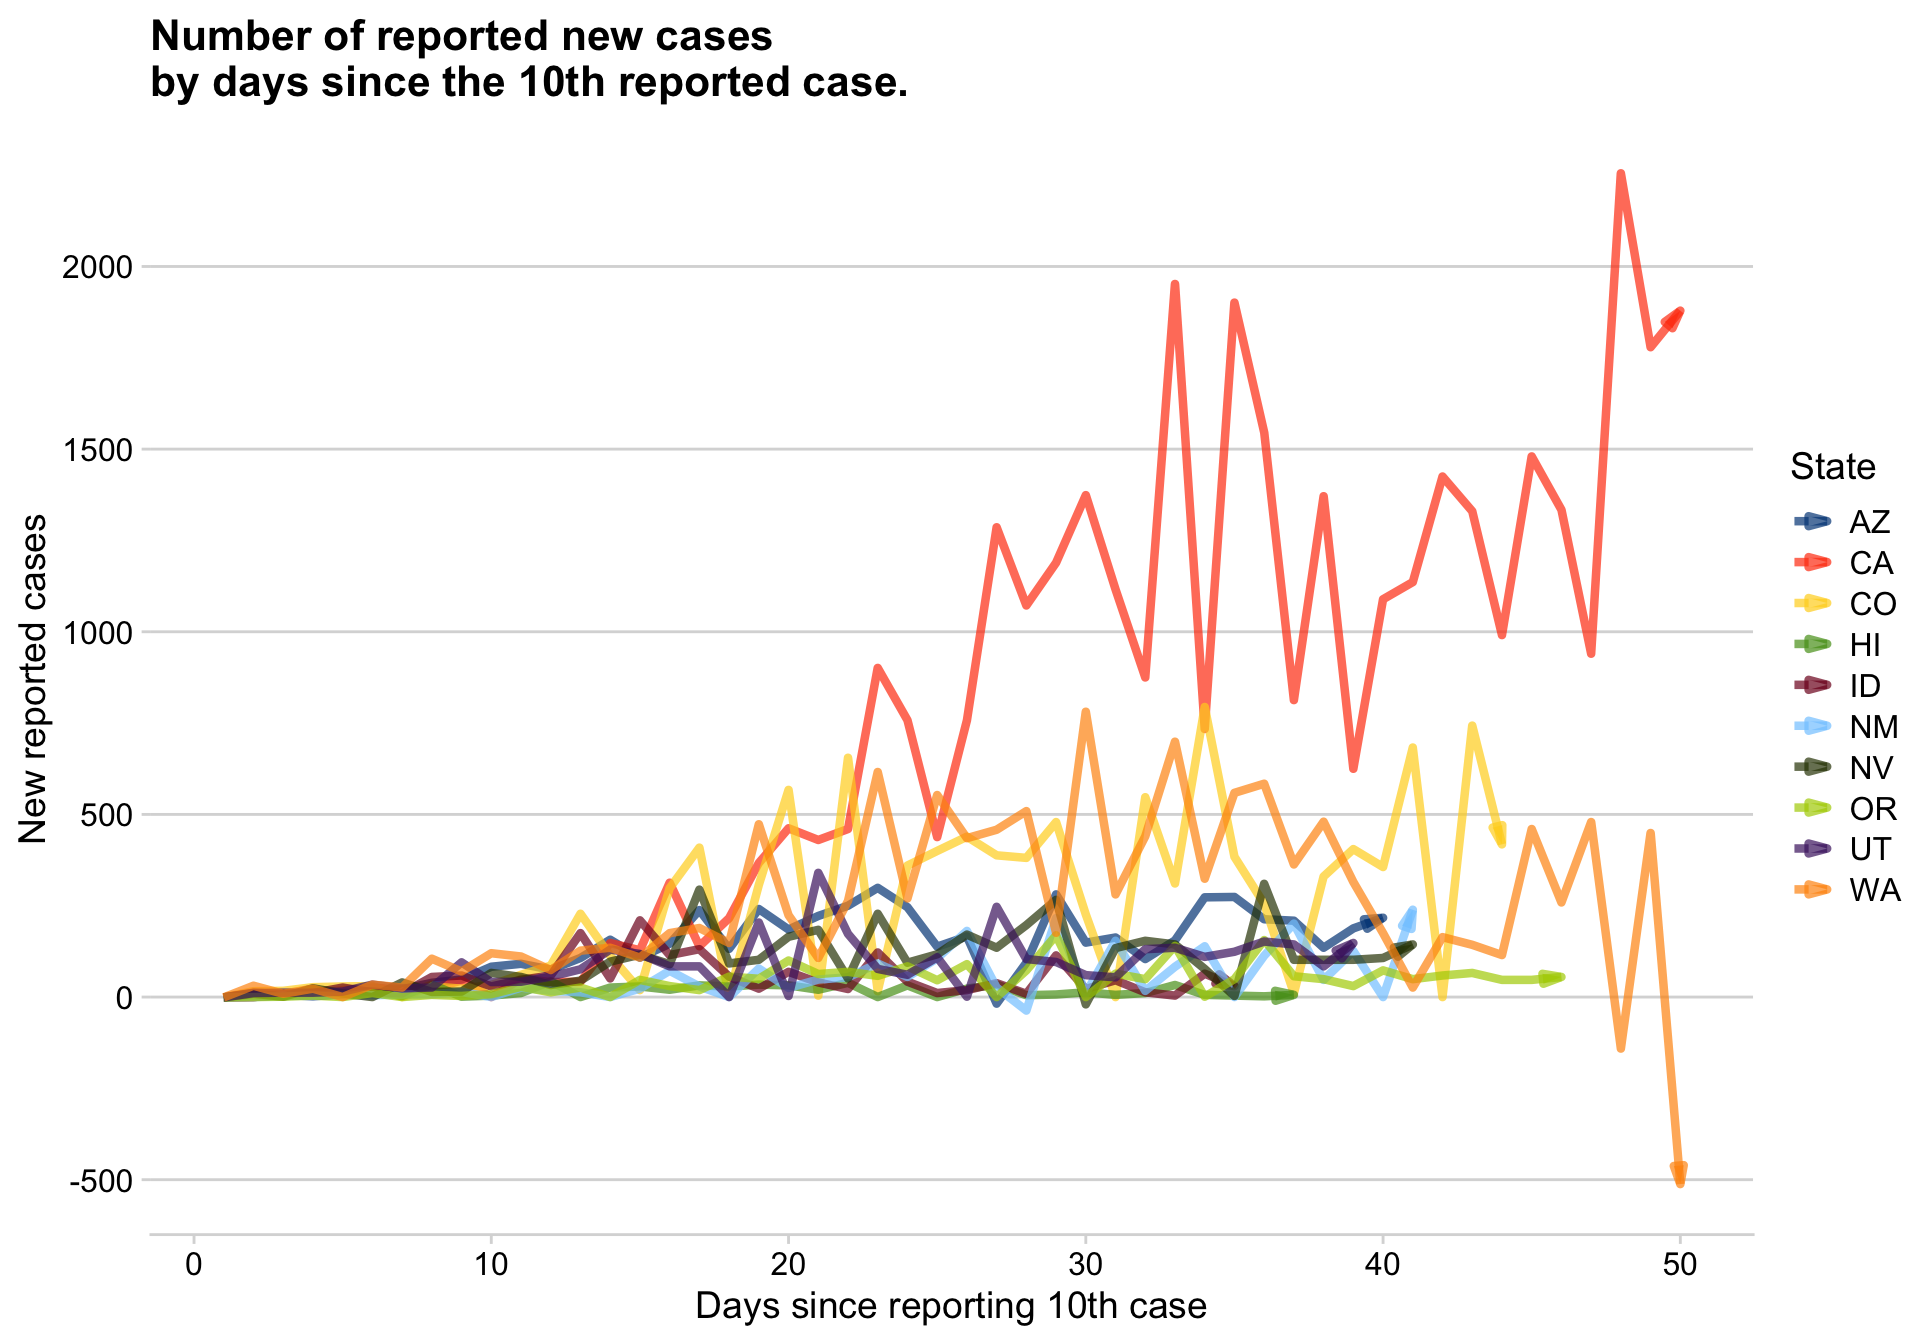 Number of reported new cases
by days since the 10th reported case.
2000
1500
1000
500
0
-500
New reported cases
0 10 20 30 40 50
Days since reporting 10th case
State
AZ
CA
CO
HI
ID
NM
NV
OR
UT
WA